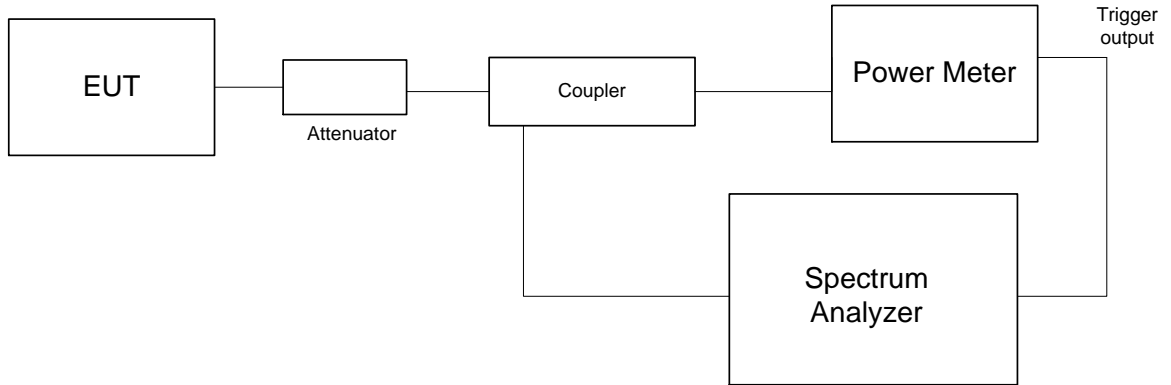 EUT
Attenuator
Coupler
Power Meter
Trigger
output
Spectrum
Analyzer